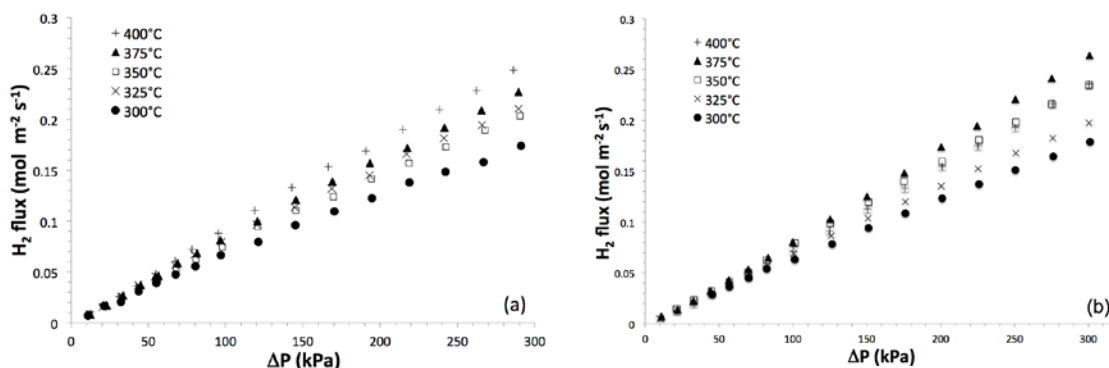 0.3
0.25
0.2
0.15
0.1
0.05
0
H₂ flux (mol m⁻² s⁻¹)
400°C
375°C
350°C
325°C
300°C
(a)
0 50 100 150 200 250 300
ΔP (kPa)
0.3
0.25
0.2
0.15
0.1
0.05
0
H₂ flux (mol m⁻² s⁻¹)
400°C
375°C
350°C
325°C
300°C
(b)
0 50 100 150 200 250 300
ΔP (kPa)